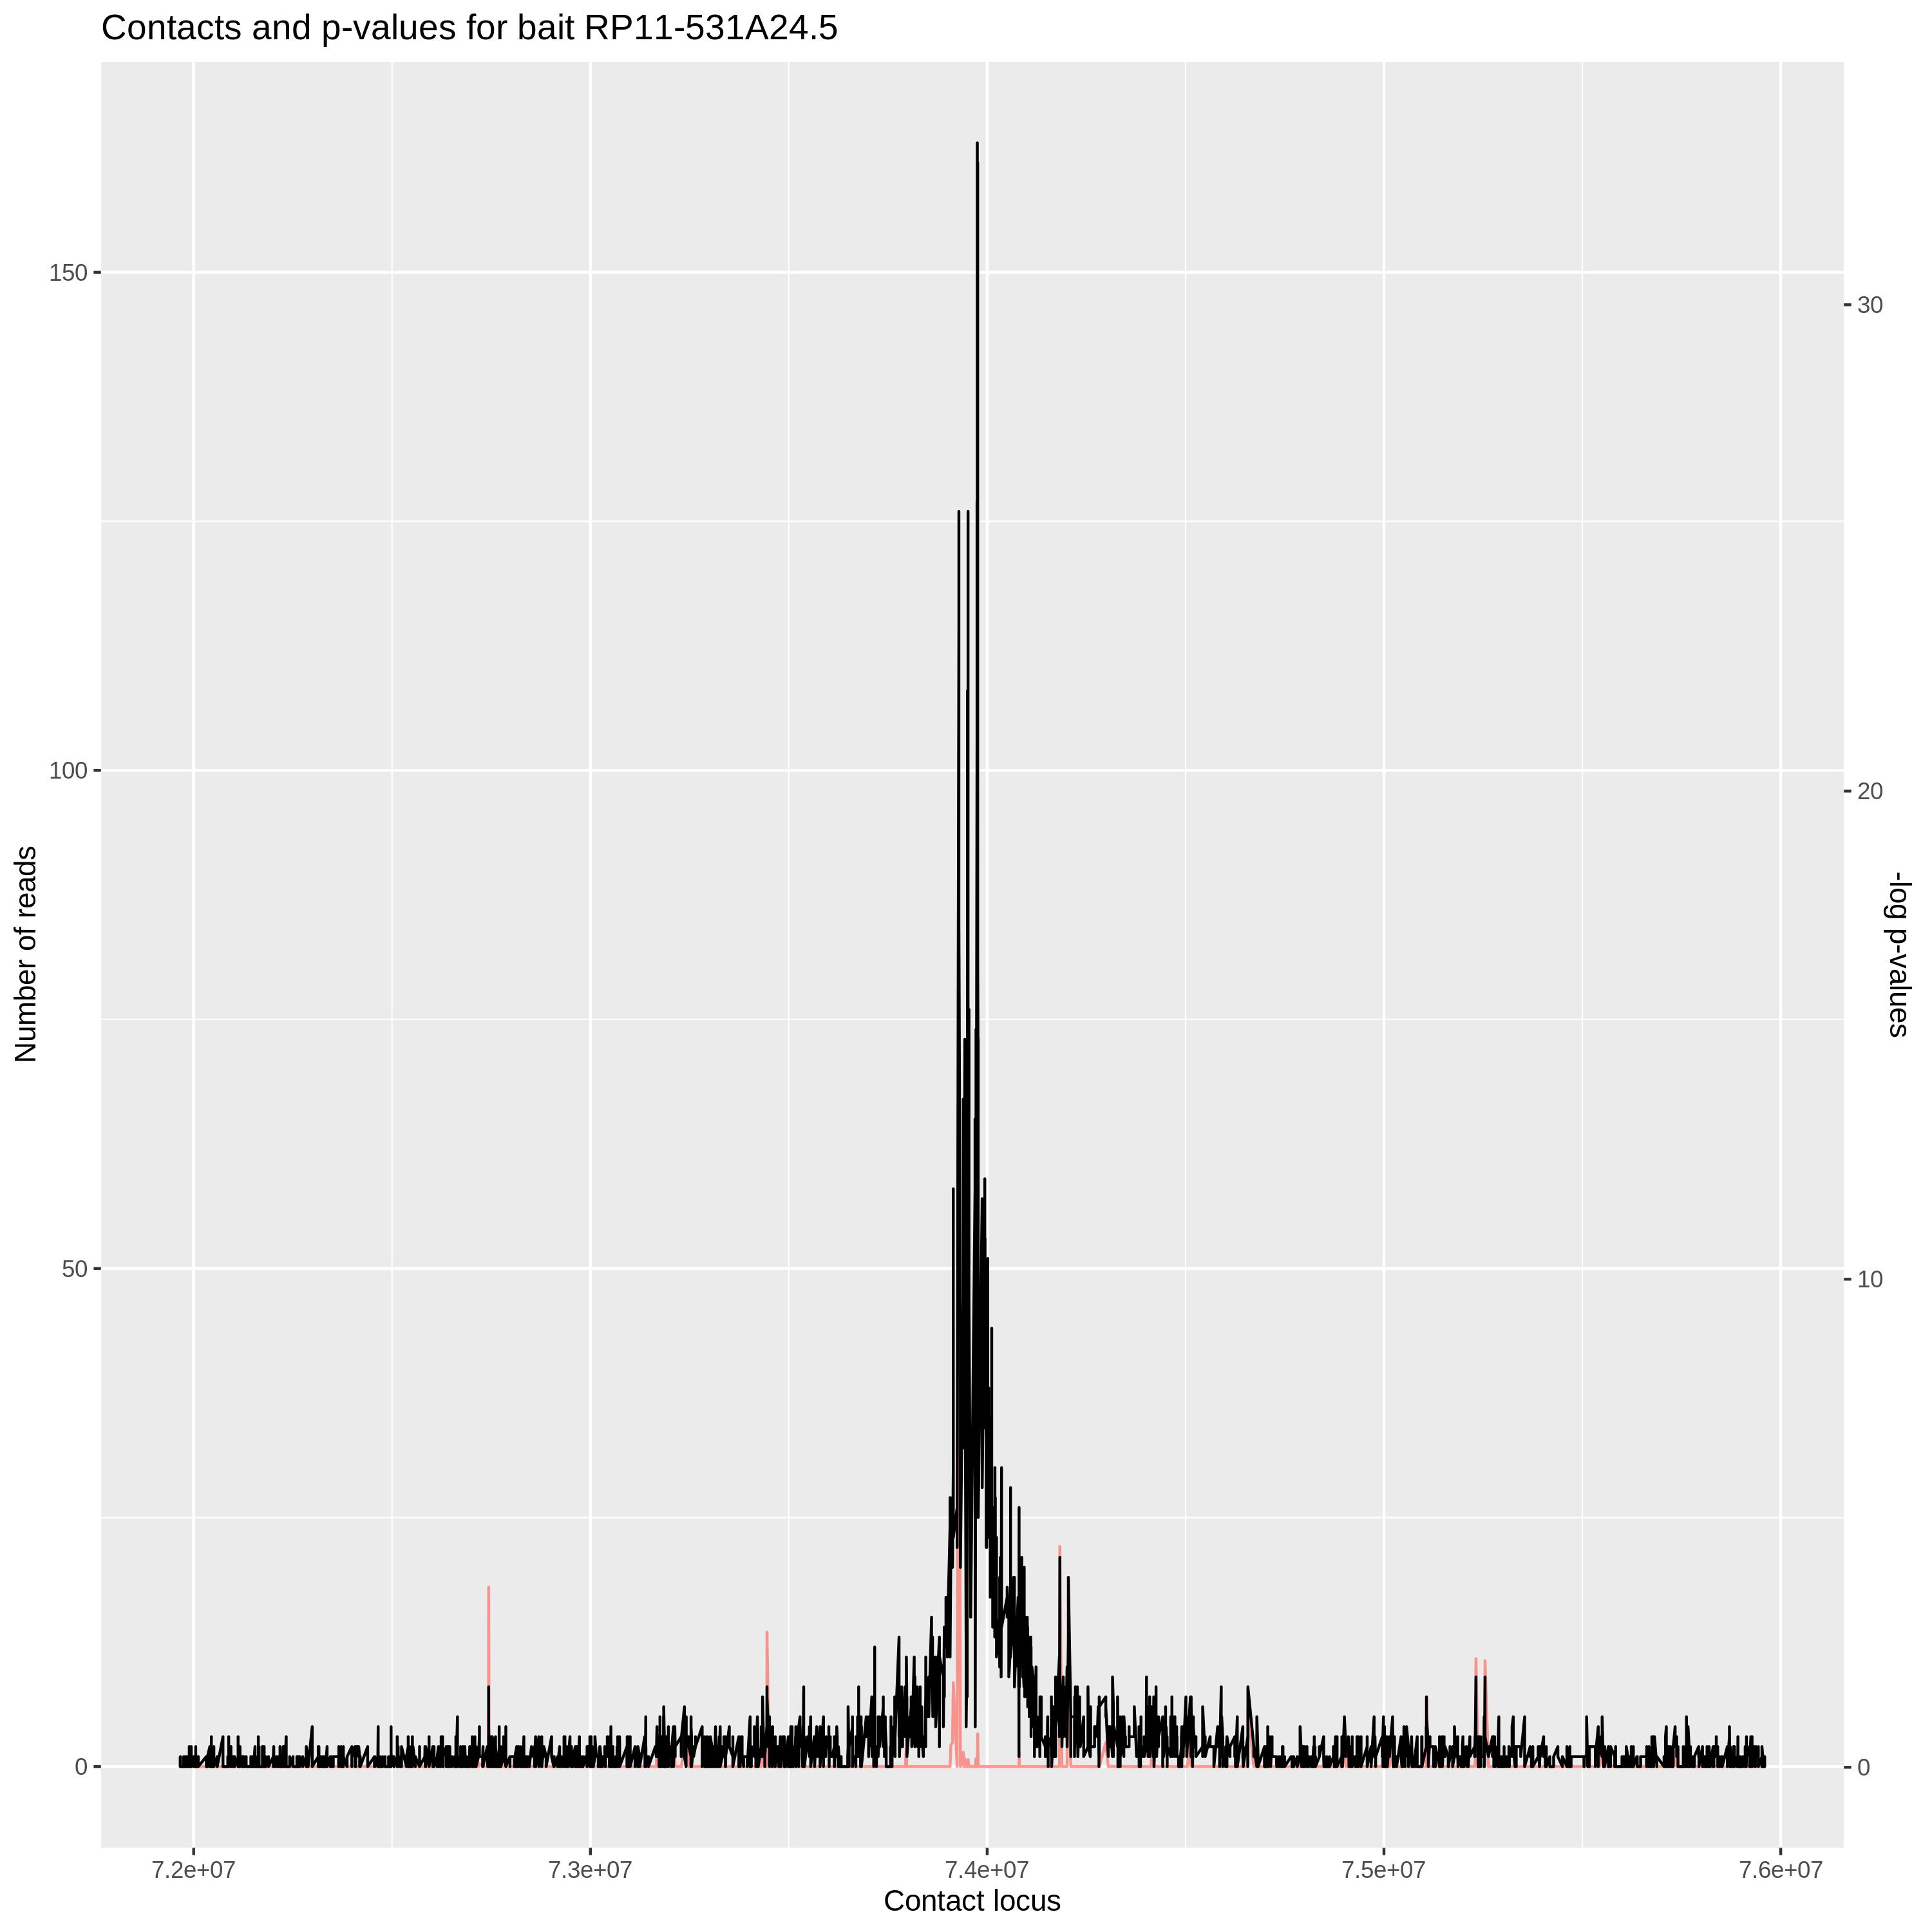 Contacts and p-values for bait RP11-531A24.5
150
100
50
0
Number of reads
30
20
10
0
-log p-values
7.2e+07 7.3e+07 7.4e+07 7.5e+07 7.6e+07
Contact locus